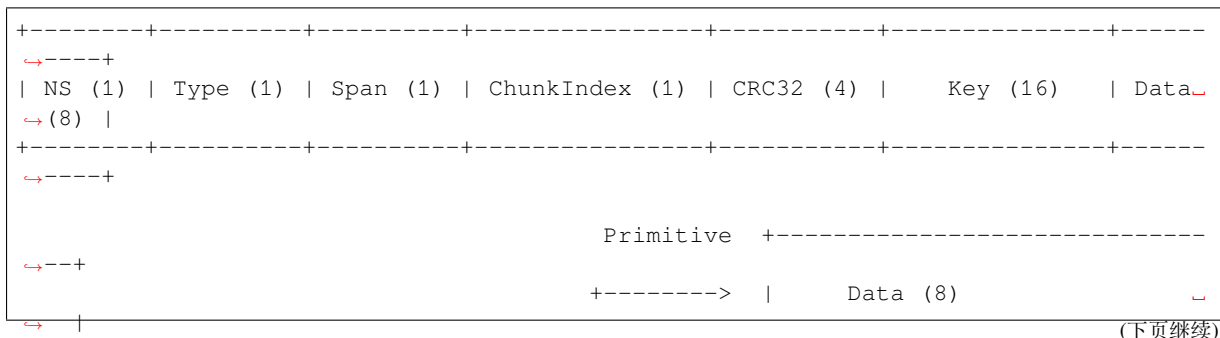 +--------+----------+----------+----------------+-----------+---------------+------
↪----+
| NS (1) | Type (1) | Span (1) | ChunkIndex (1) | CRC32 (4) |    Key (16)   | Data␣
↪(8) |
+--------+----------+----------+----------------+-----------+---------------+------
↪----+
                                         Primitive  +------------------------------
↪--+
                                        +-------->  |     Data (8)                 ␣
↪  |
(下页继续)